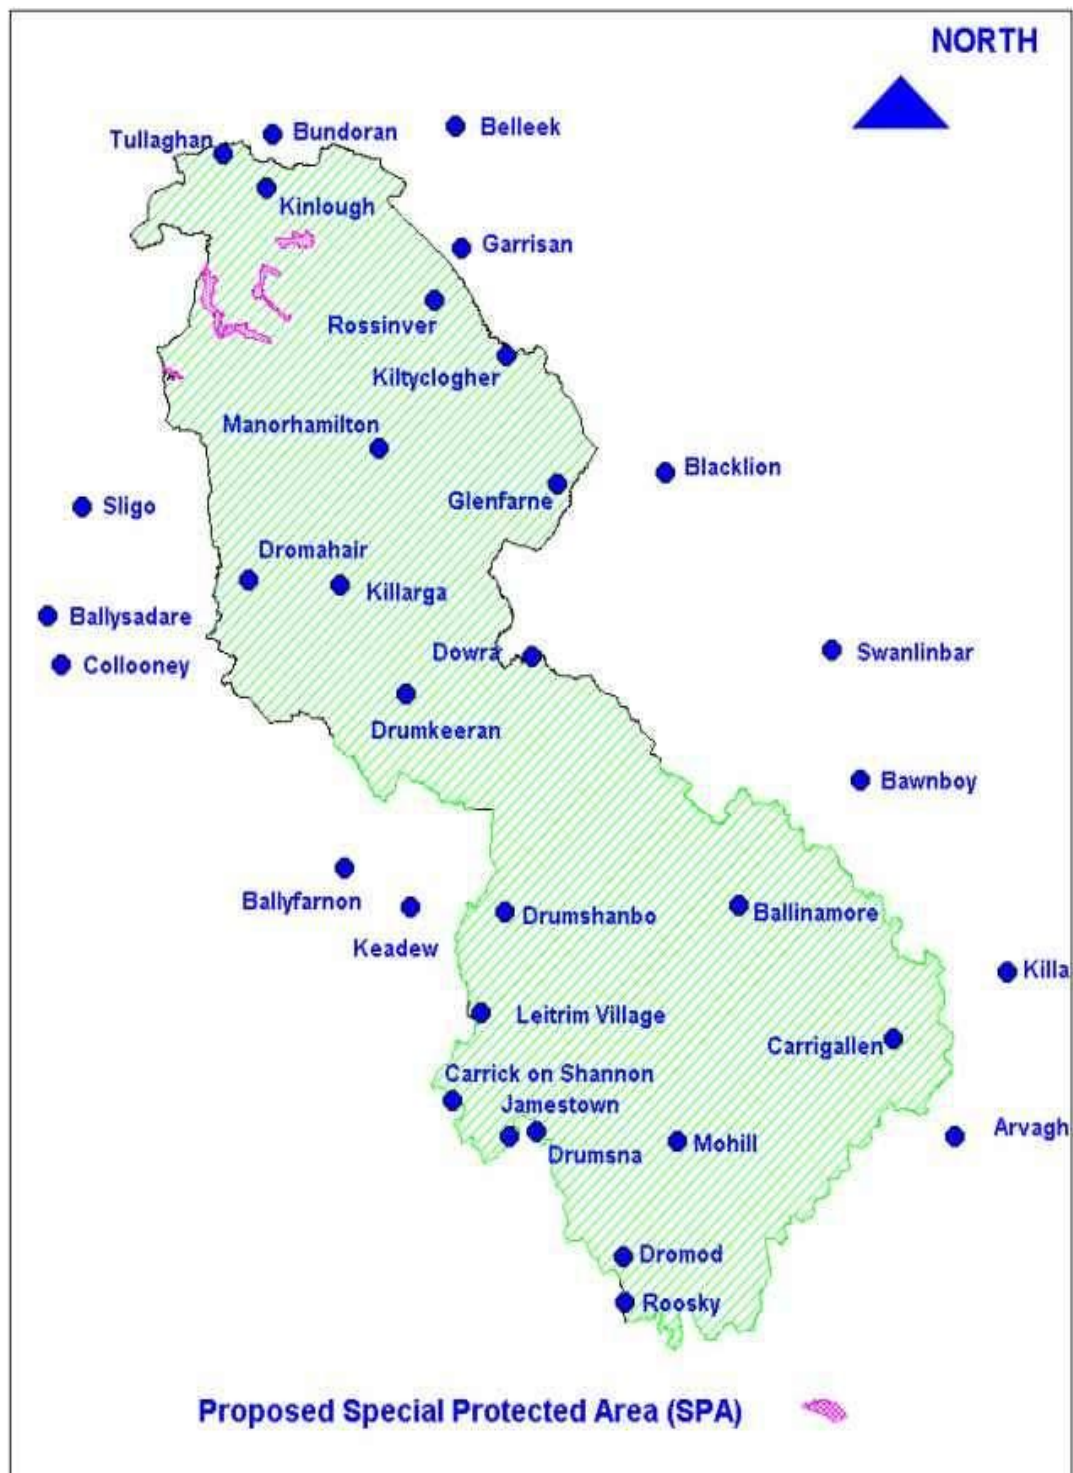 NORTH
Belleek
Bundoran
Tullaghan
Kinlough
Garrisan
Rossinver
Kiltyclogher
Manorhamilton
Blacklion
Glenfarne
Sligo
Dromahair
Killarga
Ballysadare
Dowra
Swanlinbar
Collooney
Drumkeeran
Bawnboy
Ballyfarnon
Drumshanbo
Ballinamore
Keadew
Killa
Leitrim Village
Carrigallen
Carrick on Shannon
Jamestown
Arvagh
Drumsna
Mohill
Dromod
Roosky
Proposed Special Protected Area (SPA)